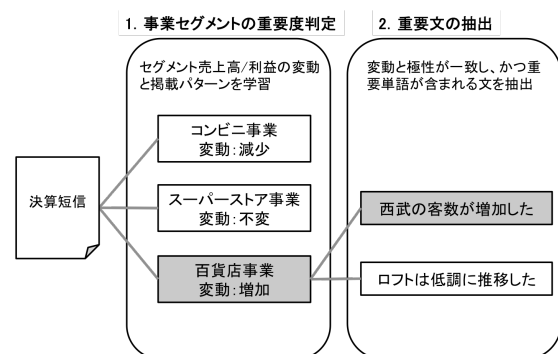 1. 事業セグメントの重要度判定
2. 重要文の抽出
セグメント売上高/利益の変動
と掲載パターンを学習
変動と極性が一致し、かつ重
要単語が含まれる文を抽出
決算短信
コンビニ事業
変動:減少
スーパーストア事業
変動:不変
百貨店事業
変動:増加
西武の客数が増加した
ロフトは低調に推移した